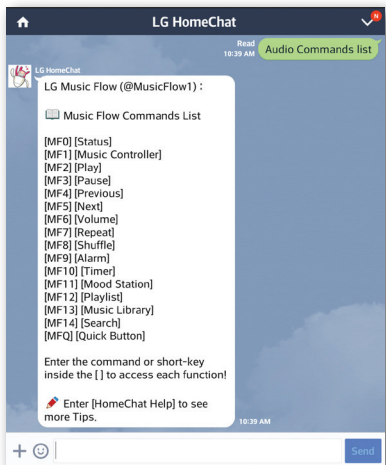 LG HomeChat
N
Read
10:39 AM
Audio Commands list
LG HomeChat
LG Music Flow (@MusicFlow1) :
Music Flow Commands List
[MF0] [Status]
[MF1] [Music Controller]
[MF2] [Play]
[MF3] [Pause]
[MF4] [Previous]
[MF5] [Next]
[MF6] [Volume]
[MF7] [Repeat]
[MF8] [Shuffle]
[MF9] [Alarm]
[MF10] [Timer]
[MF11] [Mood Station]
[MF12] [Playlist]
[MF13] [Music Library]
[MF14] [Search]
[MFQ] [Quick Button]
Enter the command or short-key
inside the [ ] to access each function!
Enter [HomeChat Help] to see
more Tips.
10:39 AM
Send